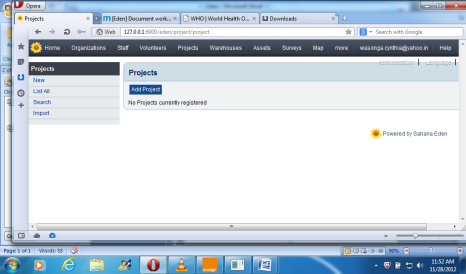 Opera
Projects
[Eden] Document work...
WHO | World Health O...
Downloads
Web
127.0.0.1:8000/eden/project/project
Search with Google
Home Organizations Staff Volunteers Projects Warehouses Assets Surveys Map more wasonga.cynthia@yahoo.in Help
Projects
New
List All
Search
Import
Projects
Add Project
No Projects currently registered
Powered by Sahana Eden
Page: 1 of 1 Words: 53
90%
11:52 AM
11/28/2012